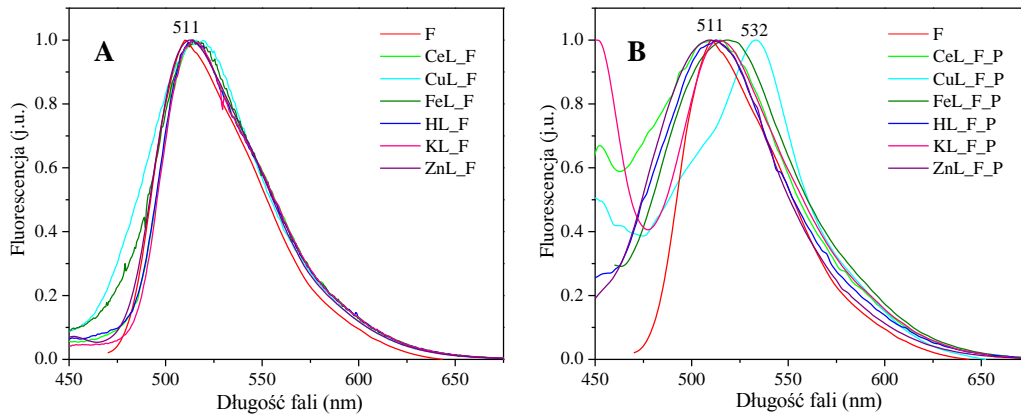 511
A
F
CeL_F
CuL_F
FeL_F
HL_F
KL_F
ZnL_F
1.0
0.8
0.6
0.4
0.2
0.0
Fluorescencja (j.u.)
450 500 550 600 650
Długość fali (nm)
511 532
B
F
CeL_F_P
CuL_F_P
FeL_F_P
HL_F_P
KL_F_P
ZnL_F_P
1.0
0.8
0.6
0.4
0.2
0.0
Fluorescencja (j.u.)
450 500 550 600 650
Długość fali (nm)